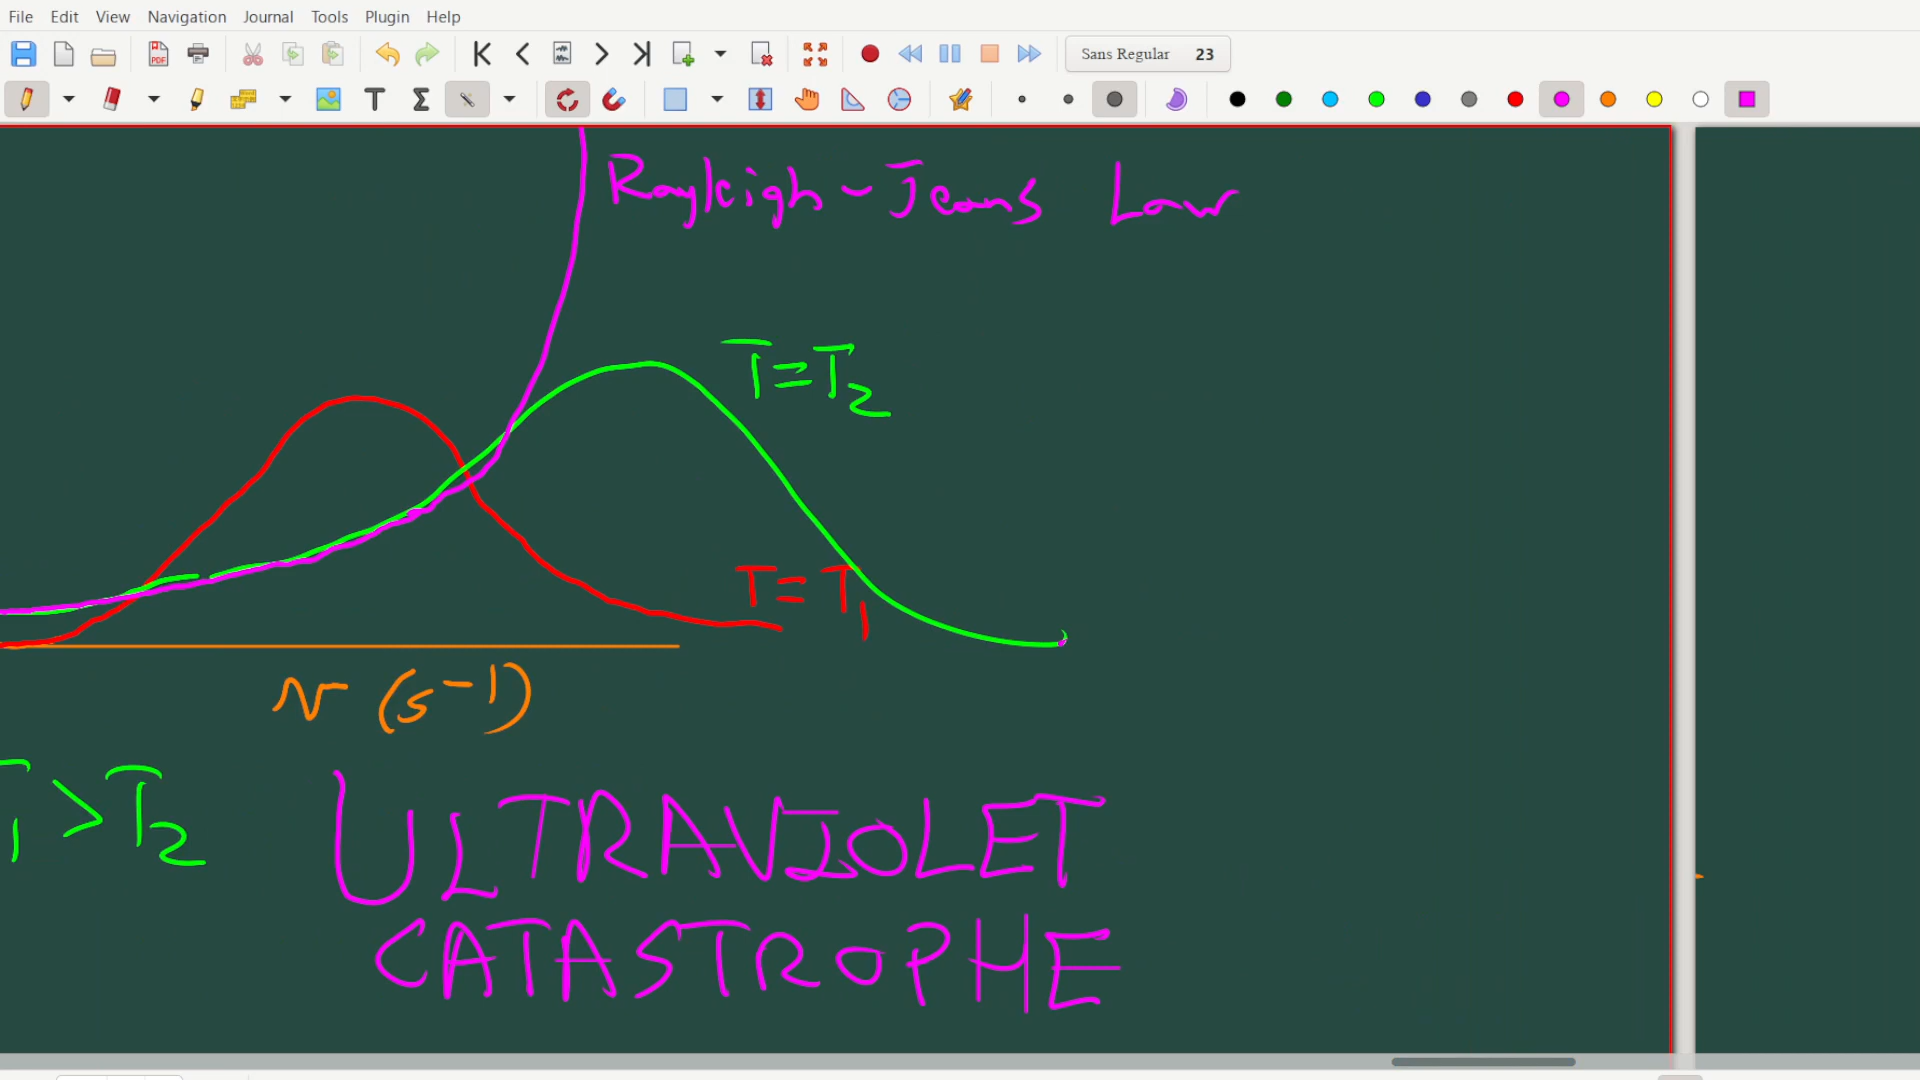 File Edit View Navigation Journal Tools Plugin Help
Sans Regular 23
Rayleigh - Jeans Law
T = T2
T = T1
ν (s-1)
T1 > T2
ULTRAVIOLET
CATASTROPHE